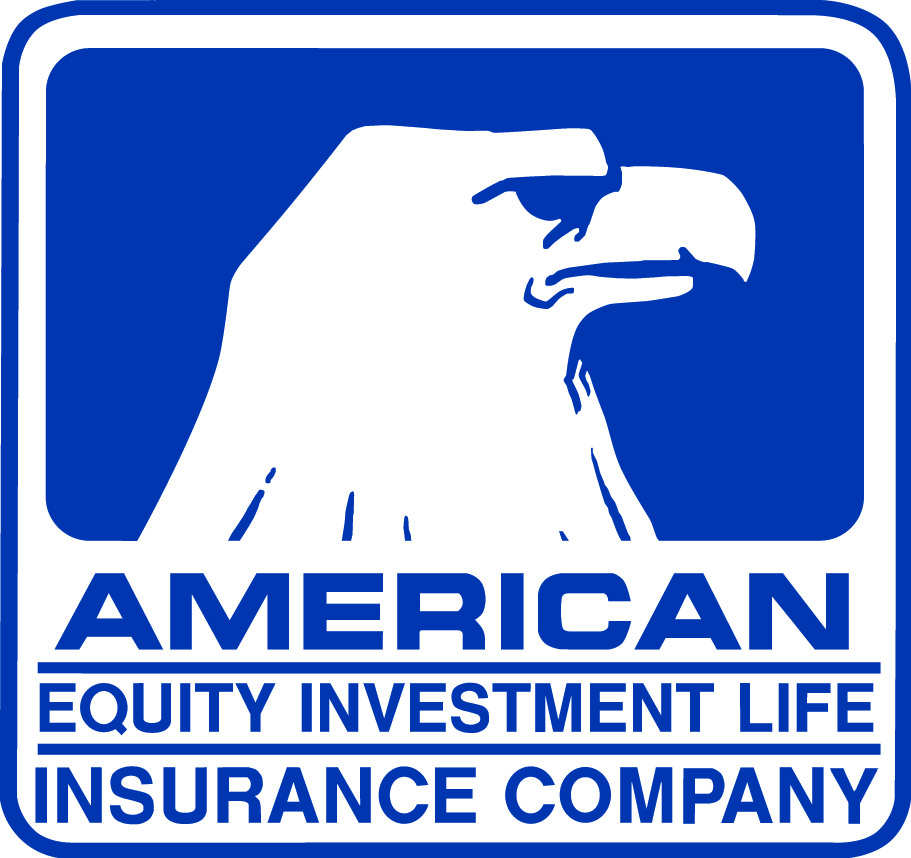 AMERICAN
EQUITY INVESTMENT LIFE
INSURANCE COMPANY